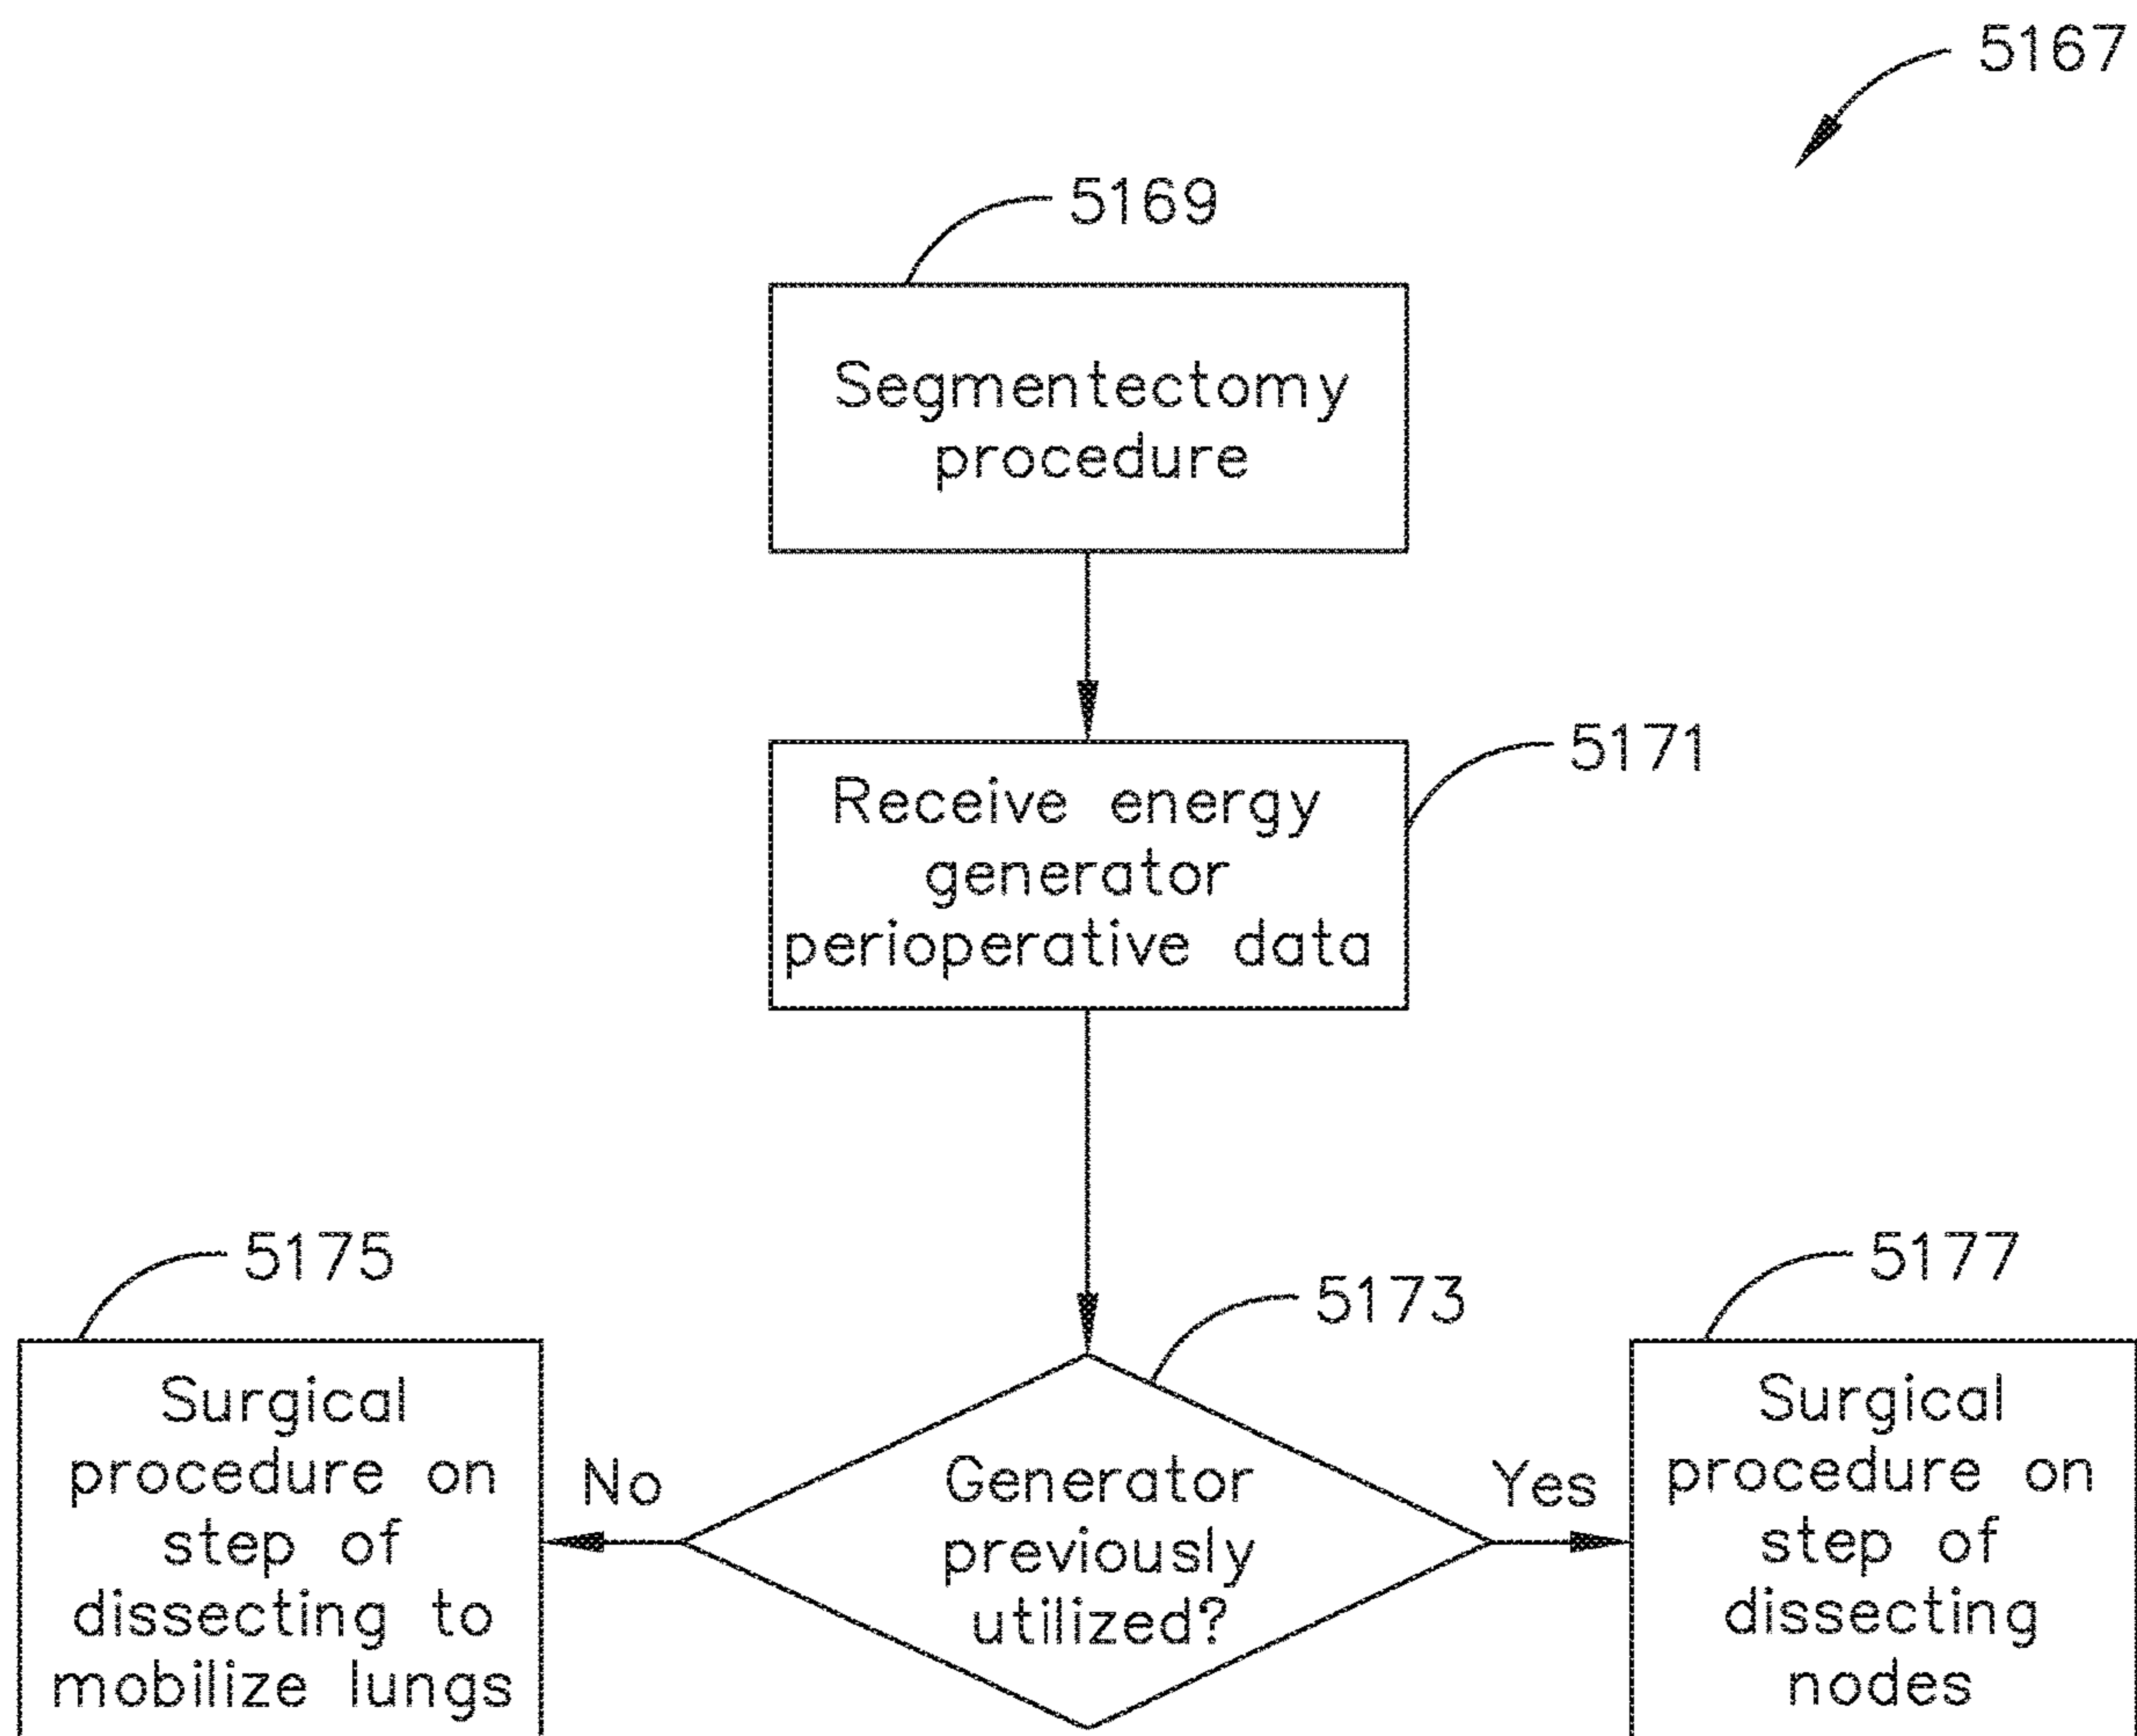 5167
5169
Segmentectomy
procedure
5171
Receive energy
generator
perioperative data
5175
Surgical
procedure on
step of
dissecting to
mobilize lungs
No
5173
Generator
previously
utilized?
Yes
5177
Surgical
procedure on
step of
dissecting
nodes